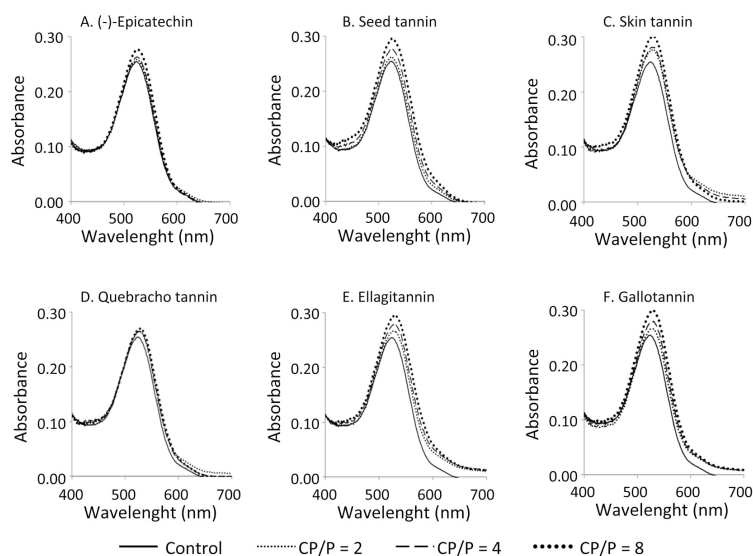 A. (-)-Epicatechin
B. Seed tannin
C. Skin tannin
0.30
0.20
0.10
0.00
Absorbance
400
500
600
700
Wavelenght (nm)
0.30
0.20
0.10
0.00
Absorbance
400
500
600
700
Wavelenght (nm)
0.30
0.20
0.10
0.00
Absorbance
400
500
600
700
Wavelenght (nm)
D. Quebracho tannin
E. Ellagitannin
F. Gallotannin
0.30
0.20
0.10
0.00
Absorbance
400
500
600
700
Wavelenght (nm)
0.30
0.20
0.10
0.00
Absorbance
400
500
600
700
Wavelenght (nm)
0.30
0.20
0.10
0.00
Absorbance
400
500
600
700
Wavelenght (nm)
Control
CP/P = 2
CP/P = 4
CP/P = 8